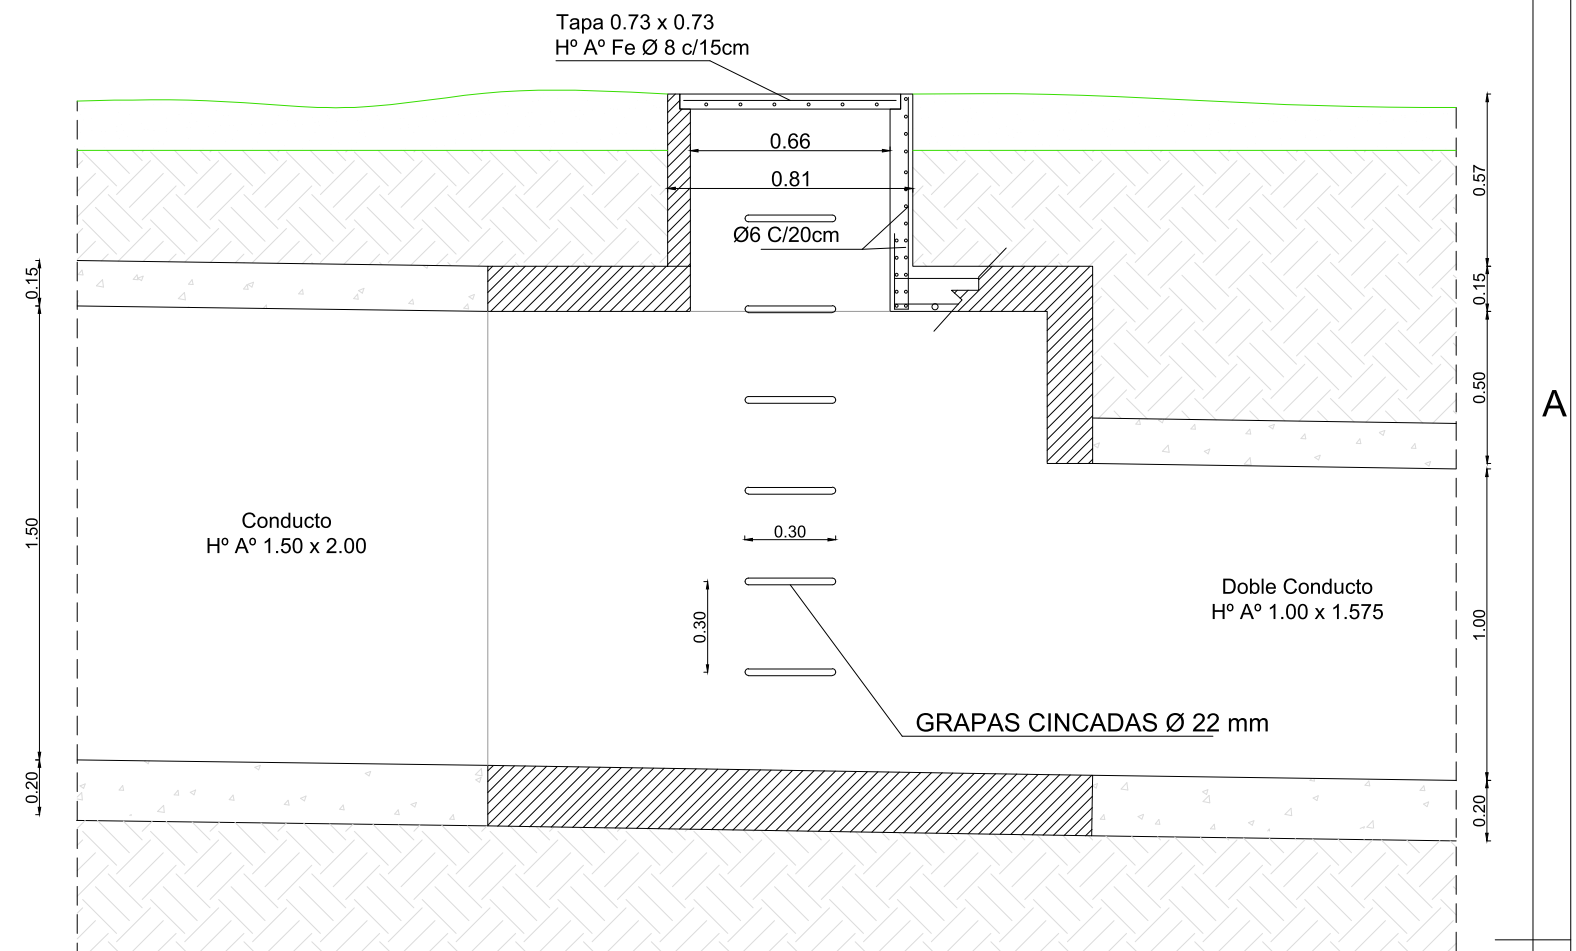 Tapa 0.73 x 0.73
Hº Aº Fe Ø 8 c/15cm
0.66
0.81
Ø6 C/20cm
0.57
0.15
0.15
0.50
A
1.50
Conducto
Hº Aº 1.50 x 2.00
0.30
0.30
Doble Conducto
Hº Aº 1.00 x 1.575
1.00
GRAPAS CINCADAS Ø 22 mm
0.20
0.20